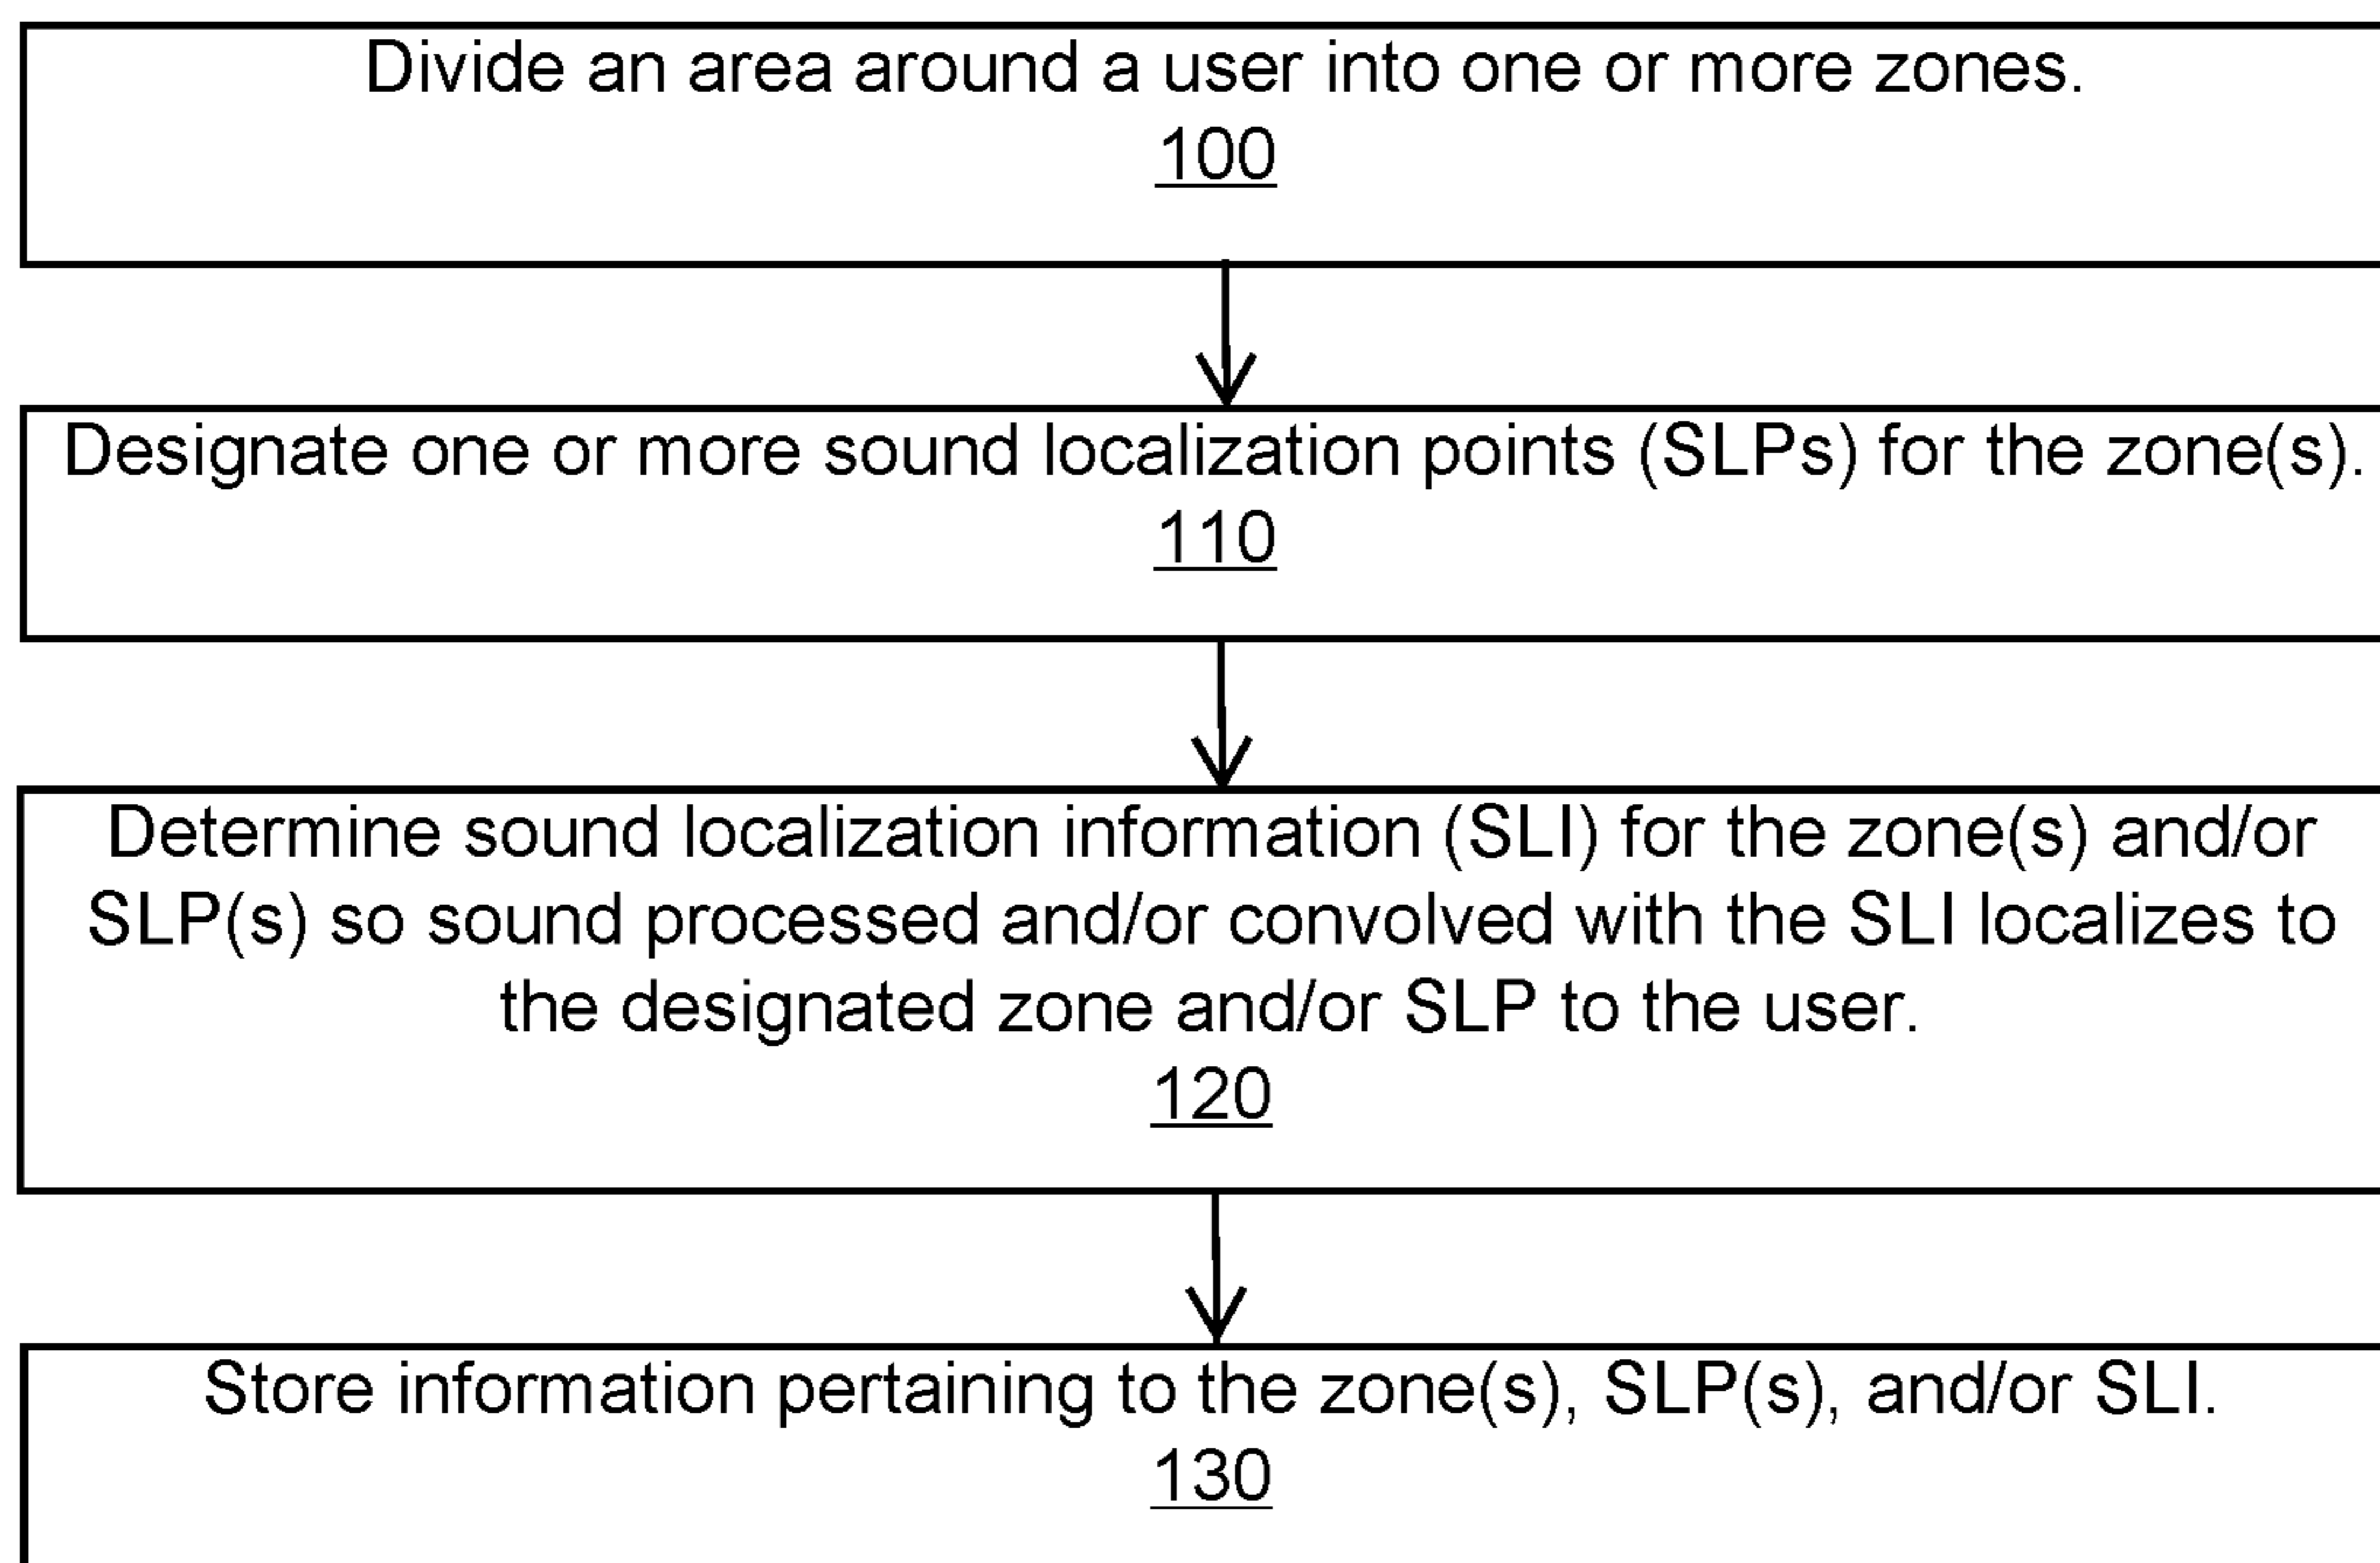 Divide an area around a user into one or more zones.
100
Designate one or more sound localization points (SLPs) for the zone(s).
110
Determine sound localization information (SLI) for the zone(s) and/or
SLP(s) so sound processed and/or convolved with the SLI localizes to
the designated zone and/or SLP to the user.
120
Store information pertaining to the zone(s), SLP(s), and/or SLI.
130